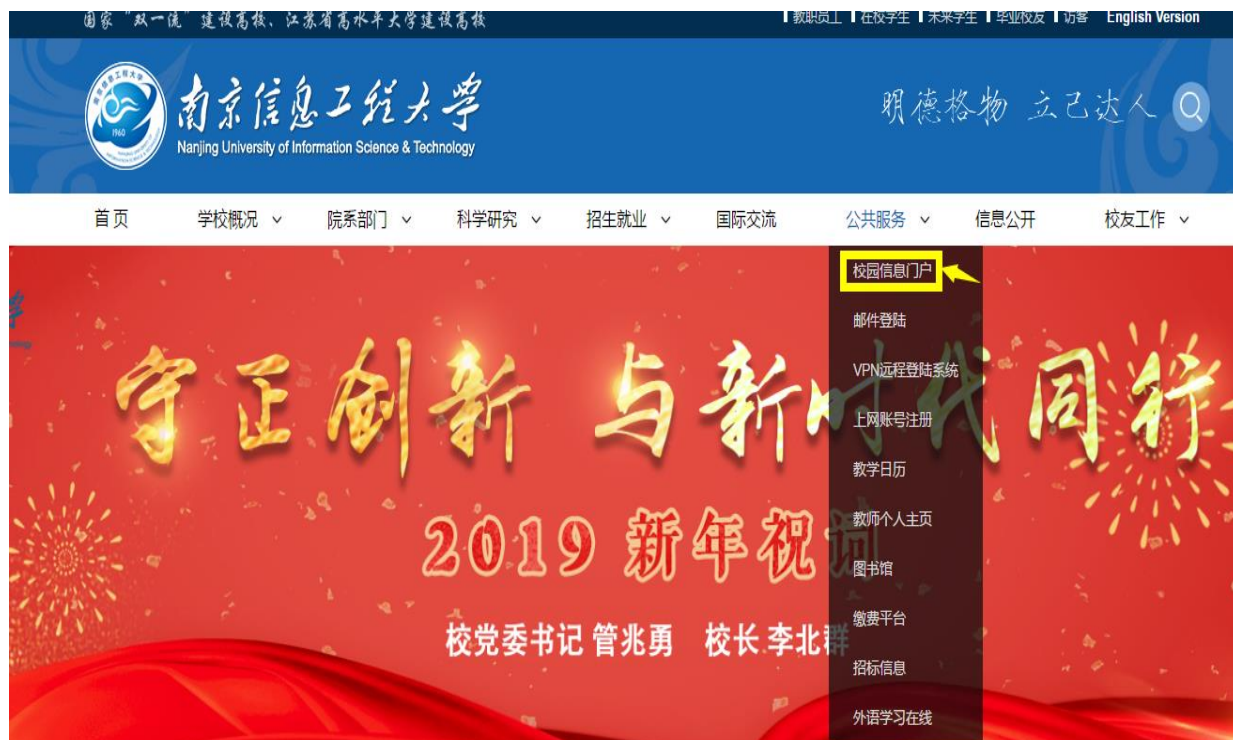 国家“双一流”建设高校、江苏省高水平大学建设高校
教职员工 在校学生 未来学生 毕业校友 访客 English Version
南京信息工程大学
Nanjing University of Information Science & Technology
1960
明德格物 立己达人
首页 学校概况 院系部门 科学研究 招生就业 国际交流 公共服务 信息公开 校友工作
校园信息门户
邮件登陆
VPN远程登陆系统
上网账号注册
教学日历
教师个人主页
图书馆
缴费平台
招标信息
外语学习在线
守正创新 与新时代同行
2019 新年祝词
校党委书记 管兆勇 校长 李北群